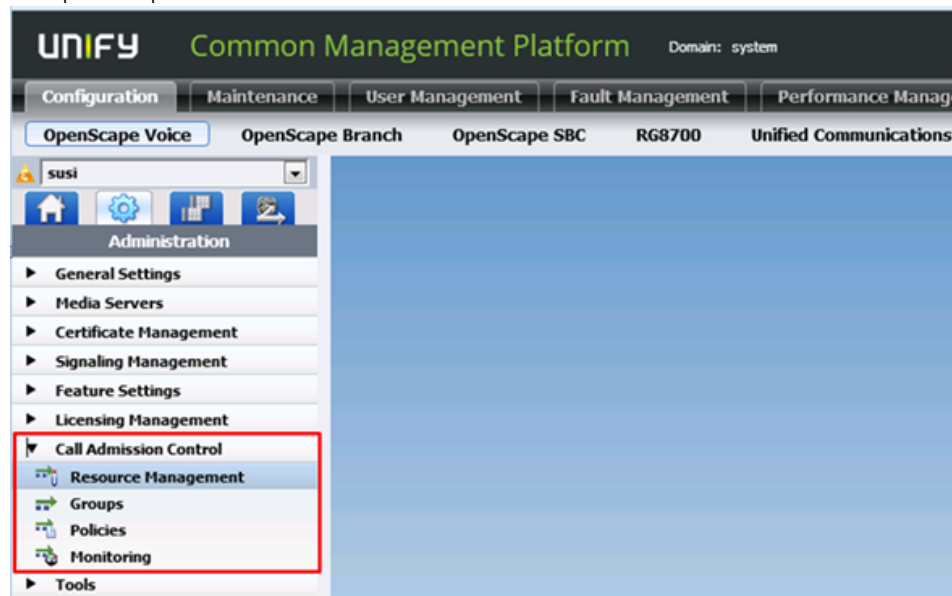 UNIFY Common Management Platform Domain: system
Configuration Maintenance User Management Fault Management Performance Manag
OpenScape Voice OpenScape Branch OpenScape SBC RG8700 Unified Communications
susi
Administration
General Settings
Media Servers
Certificate Management
Signaling Management
Feature Settings
Licensing Management
Call Admission Control
Resource Management
Groups
Policies
Monitoring
Tools